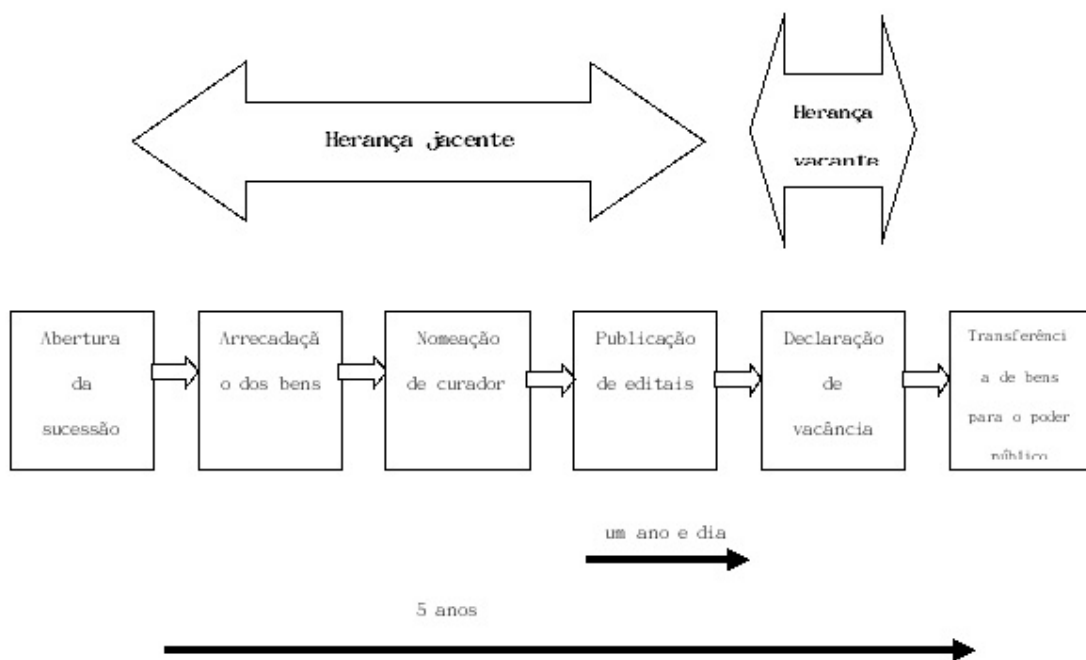 Herança jacente
Herança
vacante
Abertura
da
sucessão
Arrecadaçã
o dos bens
Nomeação
de curador
Publicação
de editais
Declaração
de
vacância
Transferênci
a de bens
para o poder
público
um ano e dia
5 anos